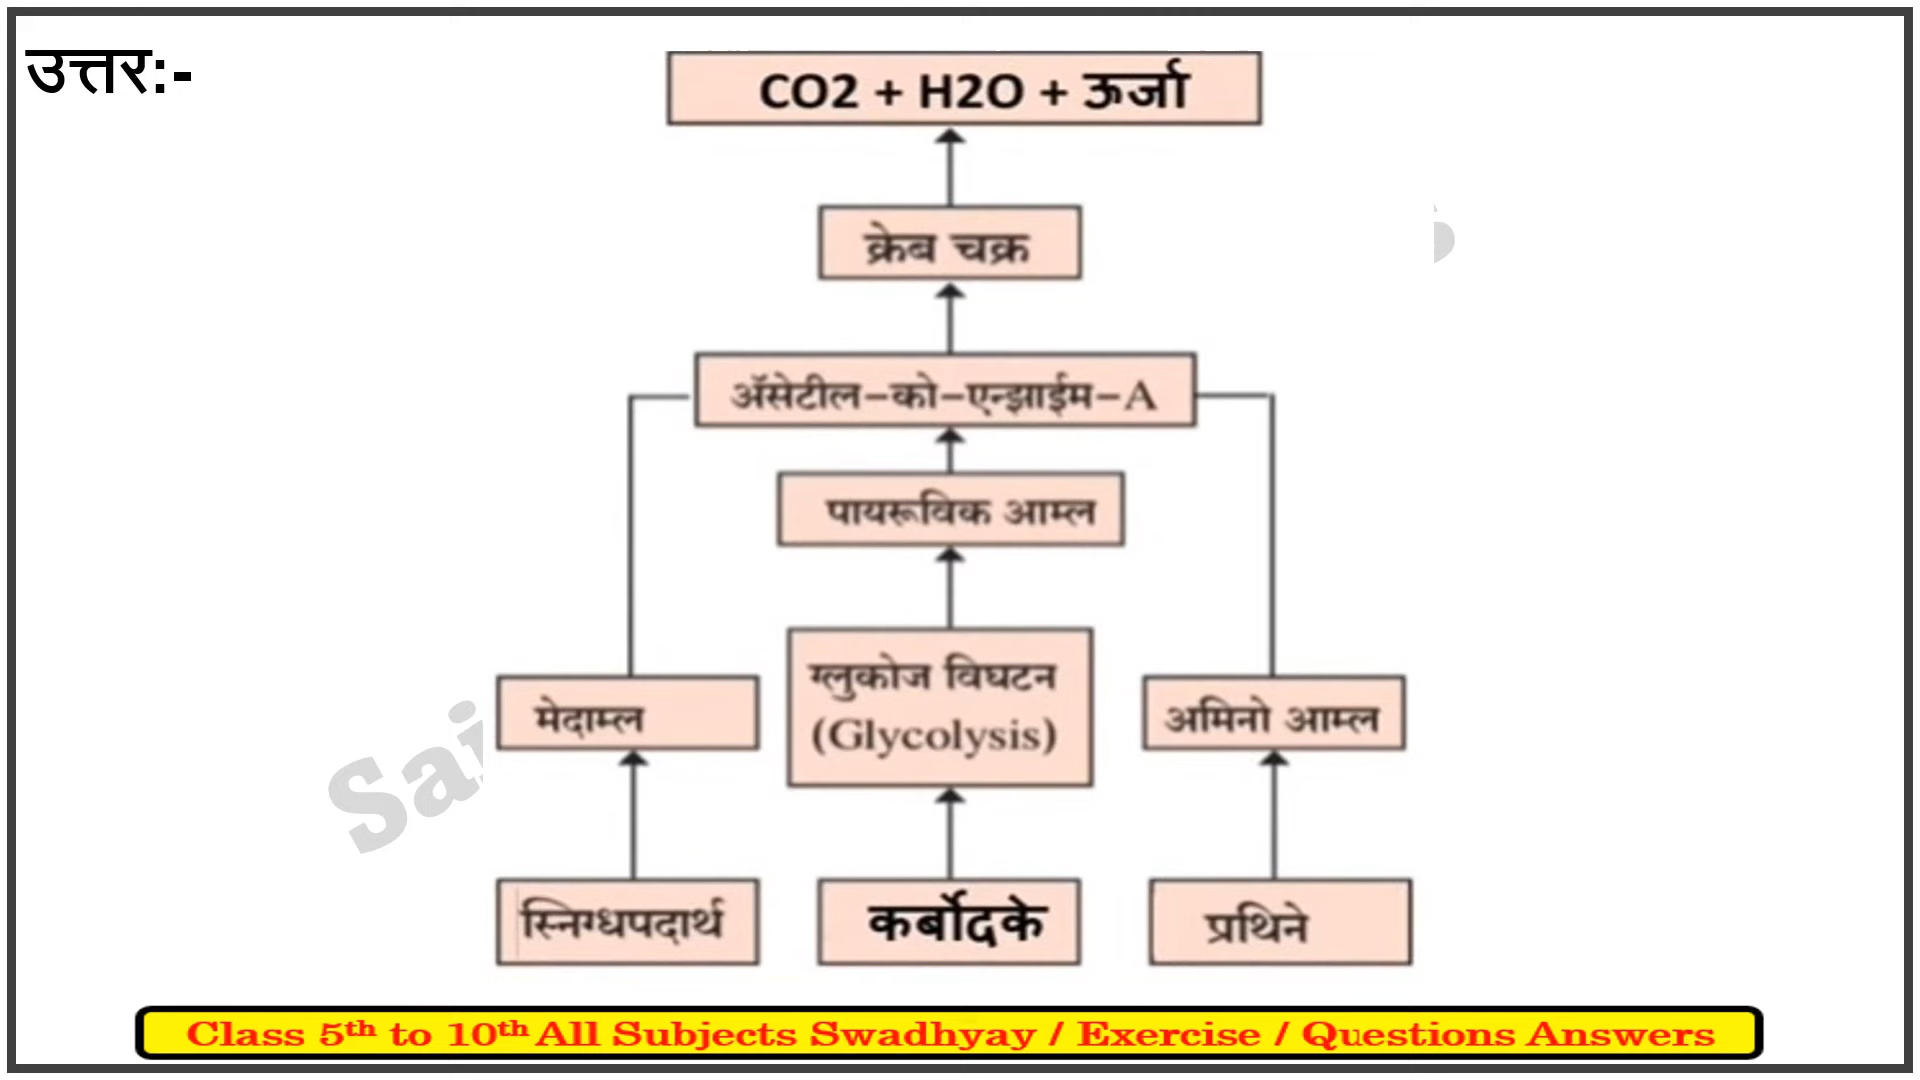 उत्तर:-
CO2 + H2O + ऊर्जा
क्रेब चक्र
ॲसेटील-को-एन्झाईम-A
पायरूविक आम्ल
ग्लुकोज विघटन
(Glycolysis)
मेदाम्ल
अमिनो आम्ल
Sai
स्निग्धपदार्थ
कर्बोदके
प्रथिने
Class 5th to 10th All Subjects Swadhyay / Exercise / Questions Answers